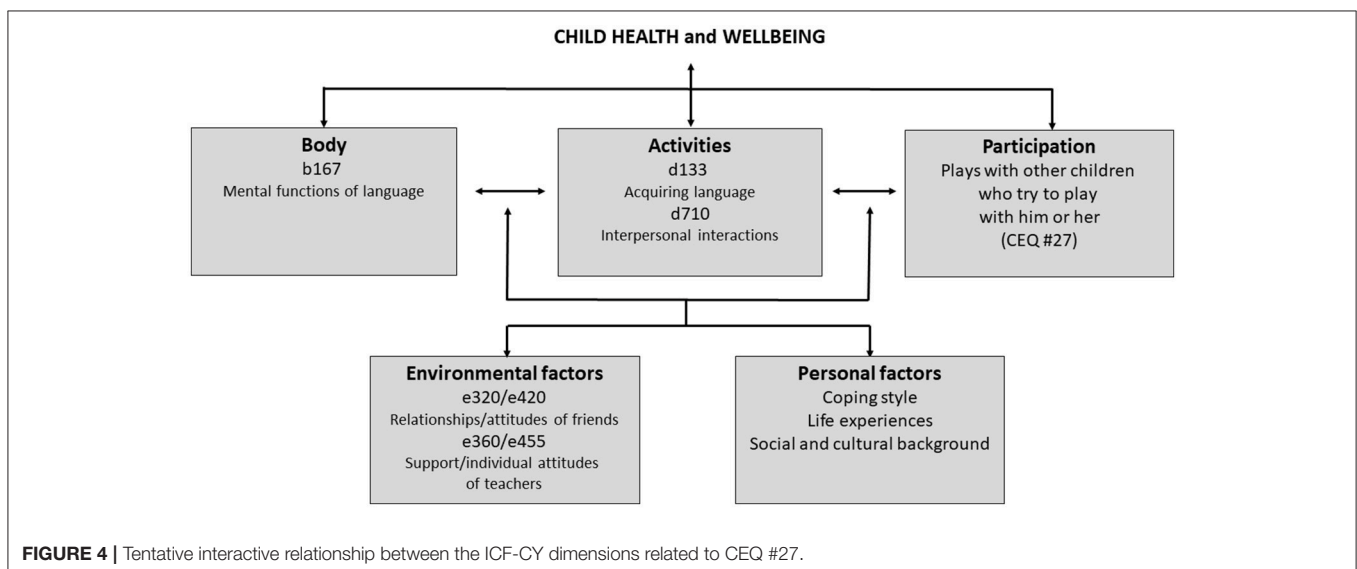 CHILD HEALTH and WELLBEING
Body
b167
Mental functions of language
Activities
d133
Acquiring language
d710
Interpersonal interactions
Participation
Plays with other children
who try to play
with him or her
(CEQ #27)
Environmental factors
e320/e420
Relationships/attitudes of friends
e360/e455
Support/individual attitudes
of teachers
Personal factors
Coping style
Life experiences
Social and cultural background
FIGURE 4 | Tentative interactive relationship between the ICF-CY dimensions related to CEQ #27.